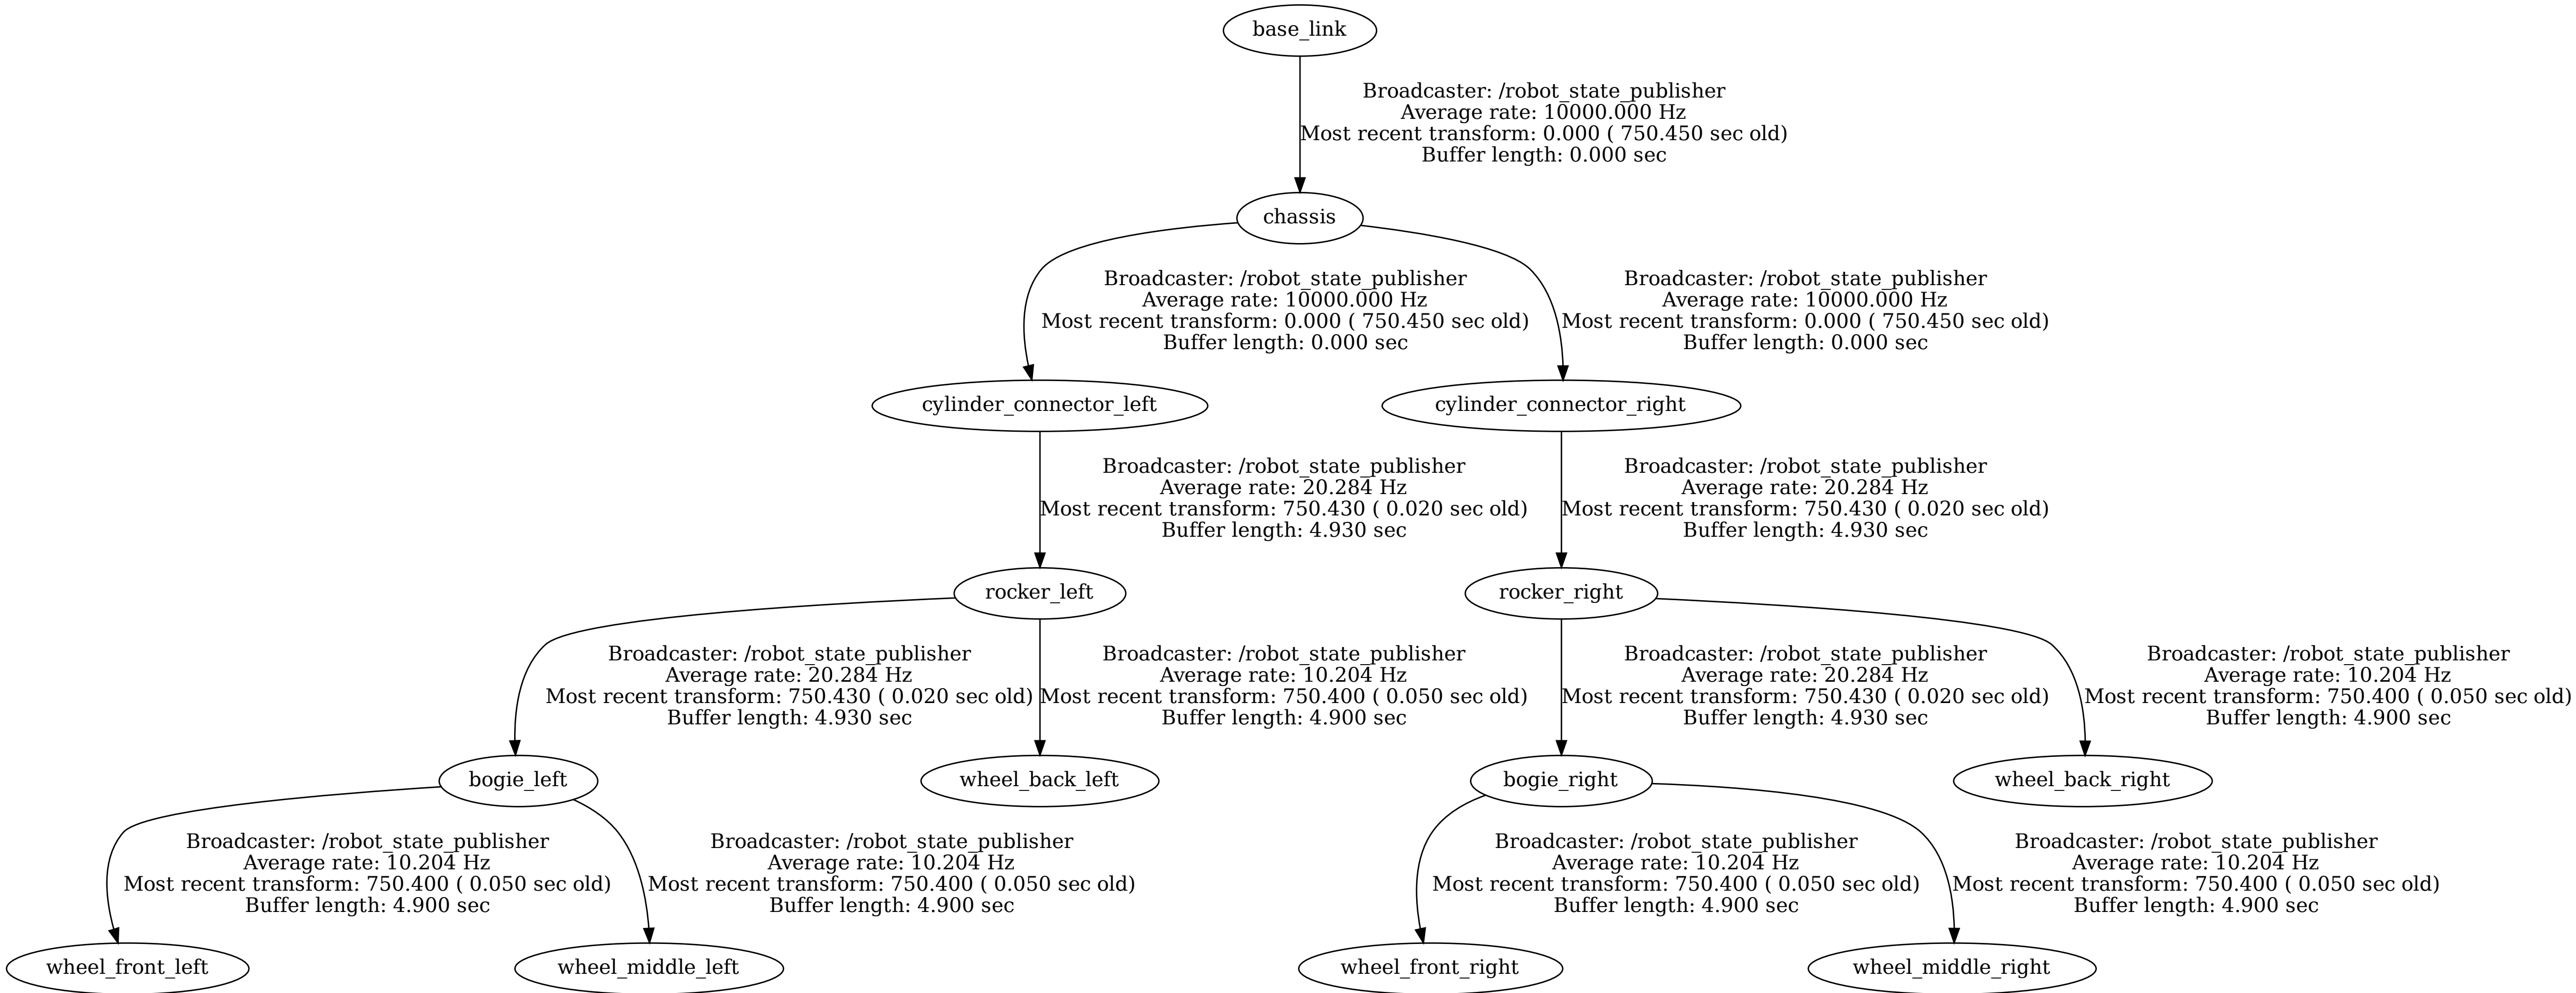 base_link
Broadcaster: /robot_state_publisher
Average rate: 10000.000 Hz
Most recent transform: 0.000 ( 750.450 sec old)
Buffer length: 0.000 sec
chassis
Broadcaster: /robot_state_publisher
Average rate: 10000.000 Hz
Most recent transform: 0.000 ( 750.450 sec old)
Buffer length: 0.000 sec
Broadcaster: /robot_state_publisher
Average rate: 10000.000 Hz
Most recent transform: 0.000 ( 750.450 sec old)
Buffer length: 0.000 sec
cylinder_connector_left
cylinder_connector_right
Broadcaster: /robot_state_publisher
Average rate: 20.284 Hz
Most recent transform: 750.430 ( 0.020 sec old)
Buffer length: 4.930 sec
Broadcaster: /robot_state_publisher
Average rate: 20.284 Hz
Most recent transform: 750.430 ( 0.020 sec old)
Buffer length: 4.930 sec
rocker_left
rocker_right
Broadcaster: /robot_state_publisher
Average rate: 20.284 Hz
Most recent transform: 750.430 ( 0.020 sec old)
Buffer length: 4.930 sec
Broadcaster: /robot_state_publisher
Average rate: 10.204 Hz
Most recent transform: 750.400 ( 0.050 sec old)
Buffer length: 4.900 sec
Broadcaster: /robot_state_publisher
Average rate: 20.284 Hz
Most recent transform: 750.430 ( 0.020 sec old)
Buffer length: 4.930 sec
Broadcaster: /robot_state_publisher
Average rate: 10.204 Hz
Most recent transform: 750.400 ( 0.050 sec old)
Buffer length: 4.900 sec
bogie_left
wheel_back_left
bogie_right
wheel_back_right
Broadcaster: /robot_state_publisher
Average rate: 10.204 Hz
Most recent transform: 750.400 ( 0.050 sec old)
Buffer length: 4.900 sec
Broadcaster: /robot_state_publisher
Average rate: 10.204 Hz
Most recent transform: 750.400 ( 0.050 sec old)
Buffer length: 4.900 sec
Broadcaster: /robot_state_publisher
Average rate: 10.204 Hz
Most recent transform: 750.400 ( 0.050 sec old)
Buffer length: 4.900 sec
Broadcaster: /robot_state_publisher
Average rate: 10.204 Hz
Most recent transform: 750.400 ( 0.050 sec old)
Buffer length: 4.900 sec
wheel_front_left
wheel_middle_left
wheel_front_right
wheel_middle_right